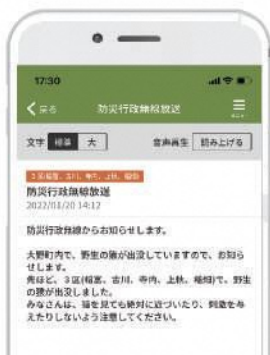 17:30
戻る 防災行政無線放送
文字 標準 大 音声再生 読み上げる
防災行政無線放送
2022/01/20 14:12
防災行政無線からお知らせします。
大野町内で、野生の猿が出没していますので、お知ら
せします。
先ほど、3区(稲富、古川、寺内、上秋、稲畑)で、野生
の猿が出没しました。
みなさんは、猿を見ても絶対に近づいたり、刺激を与
えたりしないよう注意してください。